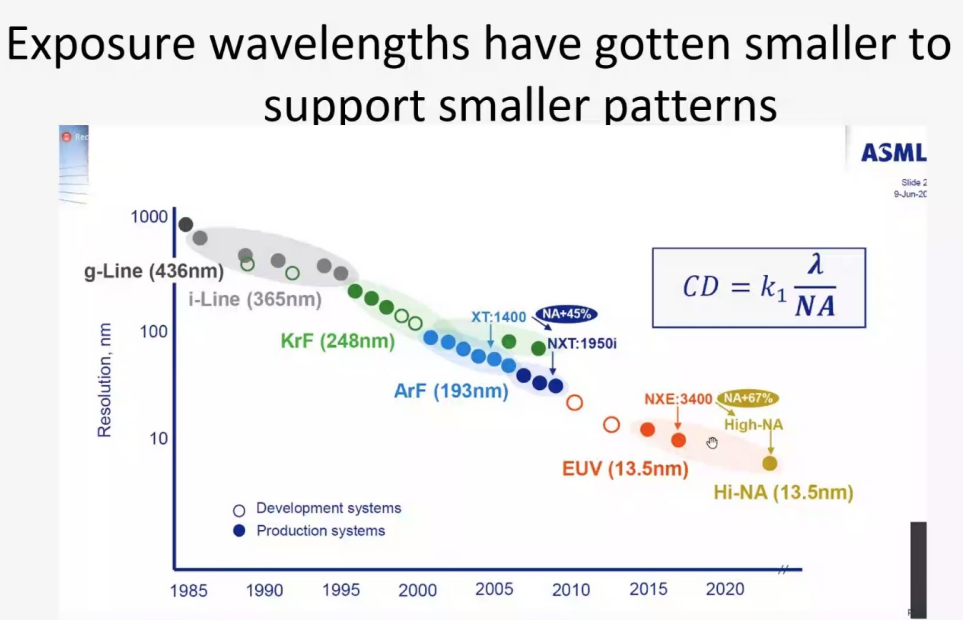 Exposure wavelengths have gotten smaller to
support smaller patterns
ASML
Slide 2
9-Jun-20
1000
g-Line (436nm)
i-Line (365nm)
KrF (248nm)
100
XT:1400
NA+45%
NXT:1950i
ArF (193nm)
CD = k₁ λ/NA
Resolution, nm
10
NXE:3400
NA+67%
High-NA
EUV (13.5nm)
Hi-NA (13.5nm)
Development systems
Production systems
1985 1990 1995 2000 2005 2010 2015 2020